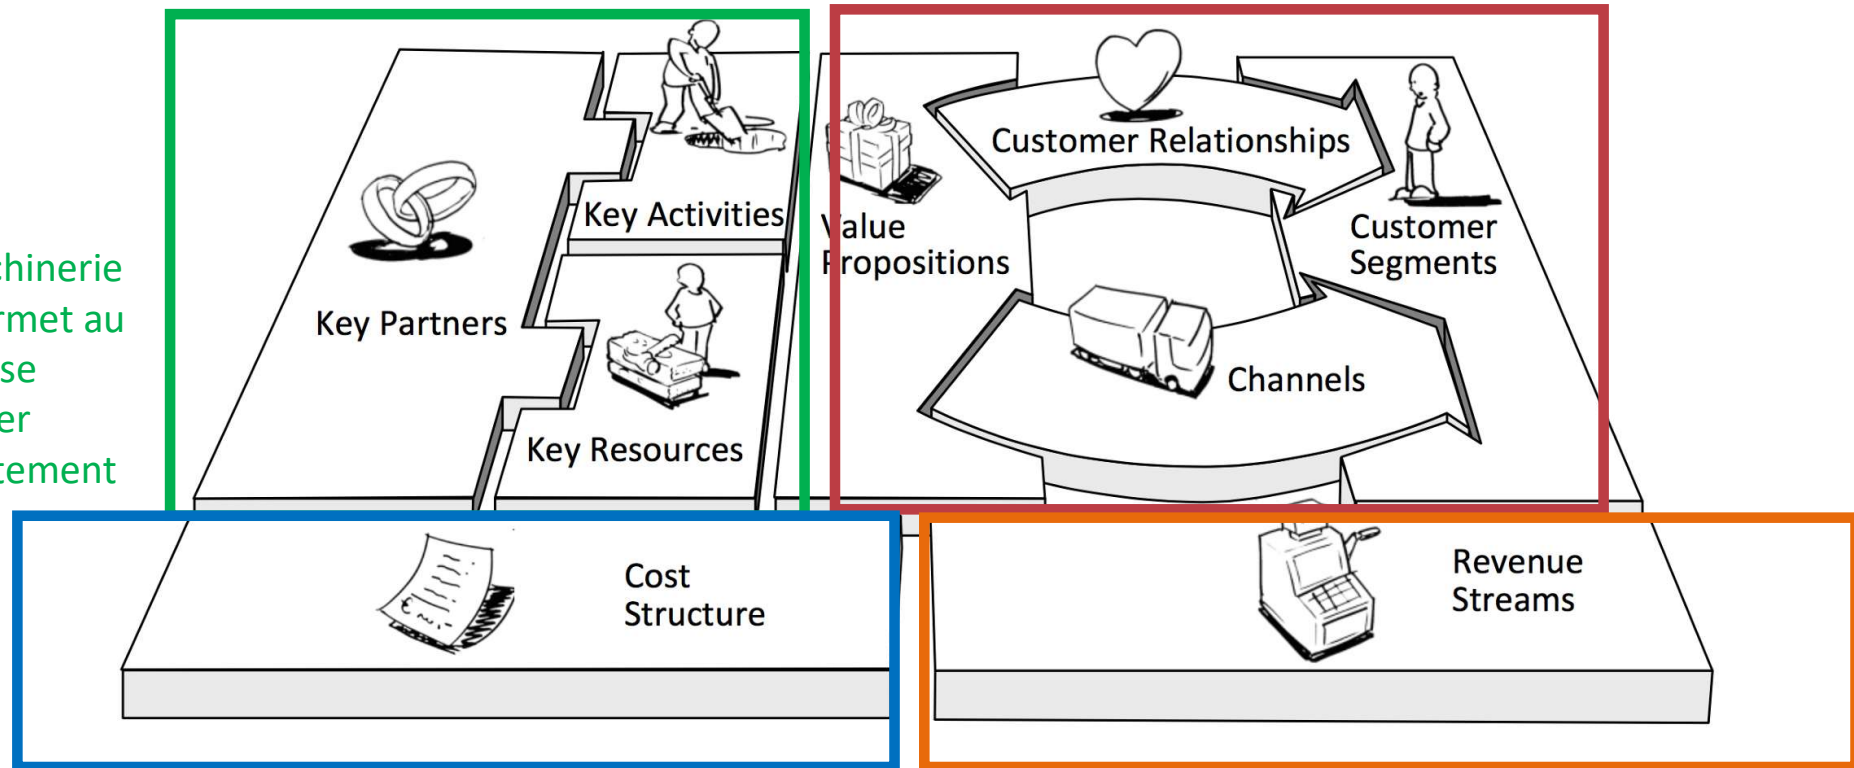 Customer Relationships
Key Activities
Value
Propositions
Customer
Segments
chinerie
rmet au
se
er
tement
Key Partners
Channels
Key Resources
Cost
Structure
Revenue
Streams